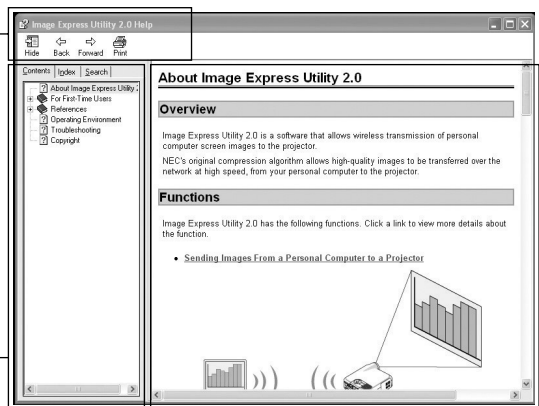 Image Express Utility 2.0 Help
Hide Back Forward Print
Contents Index Search
About Image Express Utility 2
For First-Time Users
References
Operating Environment
Troubleshooting
Copyright
About Image Express Utility 2.0
Overview
Image Express Utility 2.0 is a software that allows wireless transmission of personal
computer screen images to the projector.
NEC's original compression algorithm allows high-quality images to be transferred over the
network at high speed, from your personal computer to the projector.
Functions
Image Express Utility 2.0 has the following functions. Click a link to view more details about
the function.
• Sending Images From a Personal Computer to a Projector